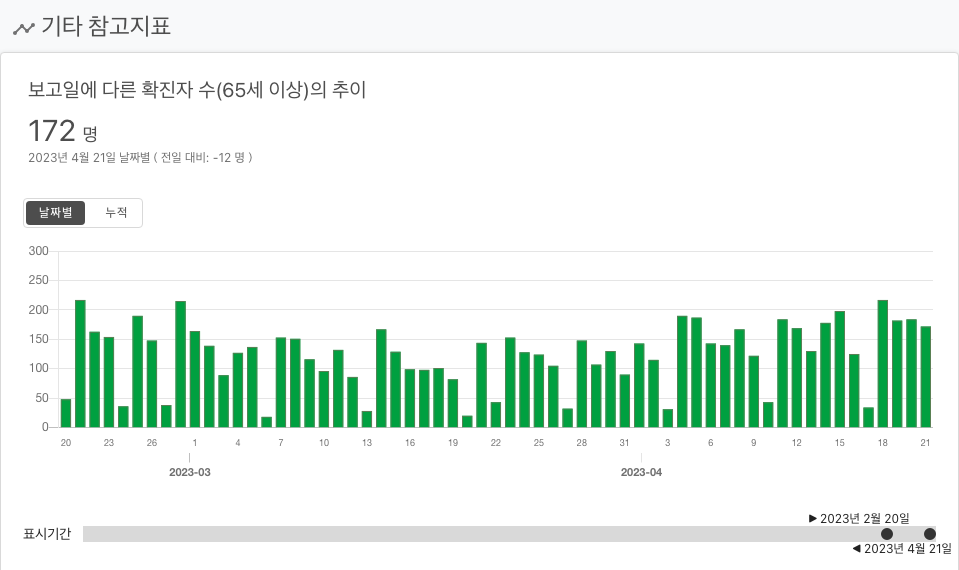 기타 참고지표
보고일에 다른 확진자 수(65세 이상)의 추이
172 명
2023년 4월 21일 날짜별 ( 전일 대비: -12 명 )
날짜별 누적
300
250
200
150
100
50
0
20 23 26 1 4 7 10 13 16 19 22 25 28 31 3 6 9 12 15 18 21
2023-03 2023-04
▶ 2023년 2월 20일
표시기간
◀ 2023년 4월 21일